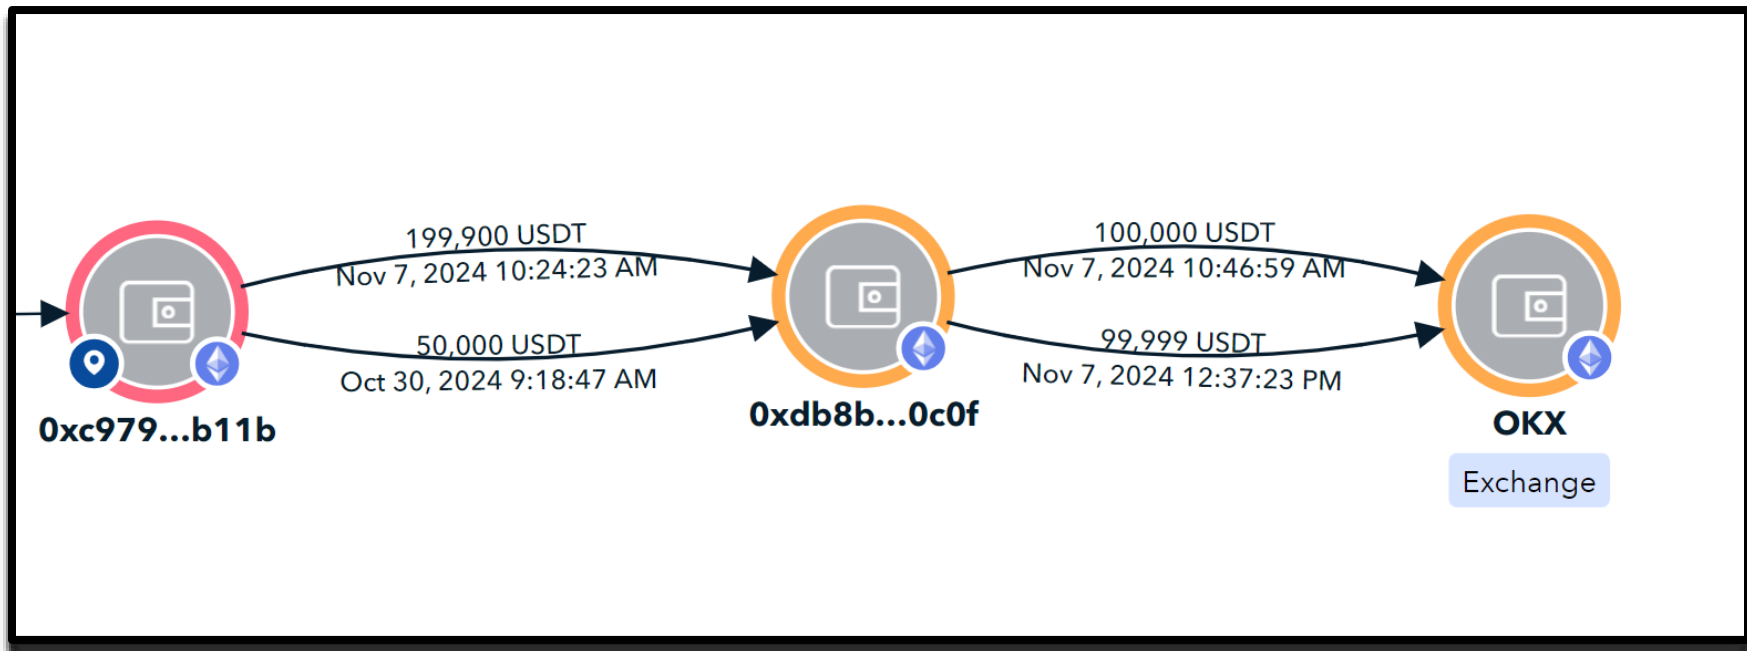 199,900 USDT
Nov 7, 2024 10:24:23 AM
50,000 USDT
Oct 30, 2024 9:18:47 AM
0xc979...b11b
100,000 USDT
Nov 7, 2024 10:46:59 AM
99,999 USDT
Nov 7, 2024 12:37:23 PM
0xdb8b...0c0f
OKX
Exchange